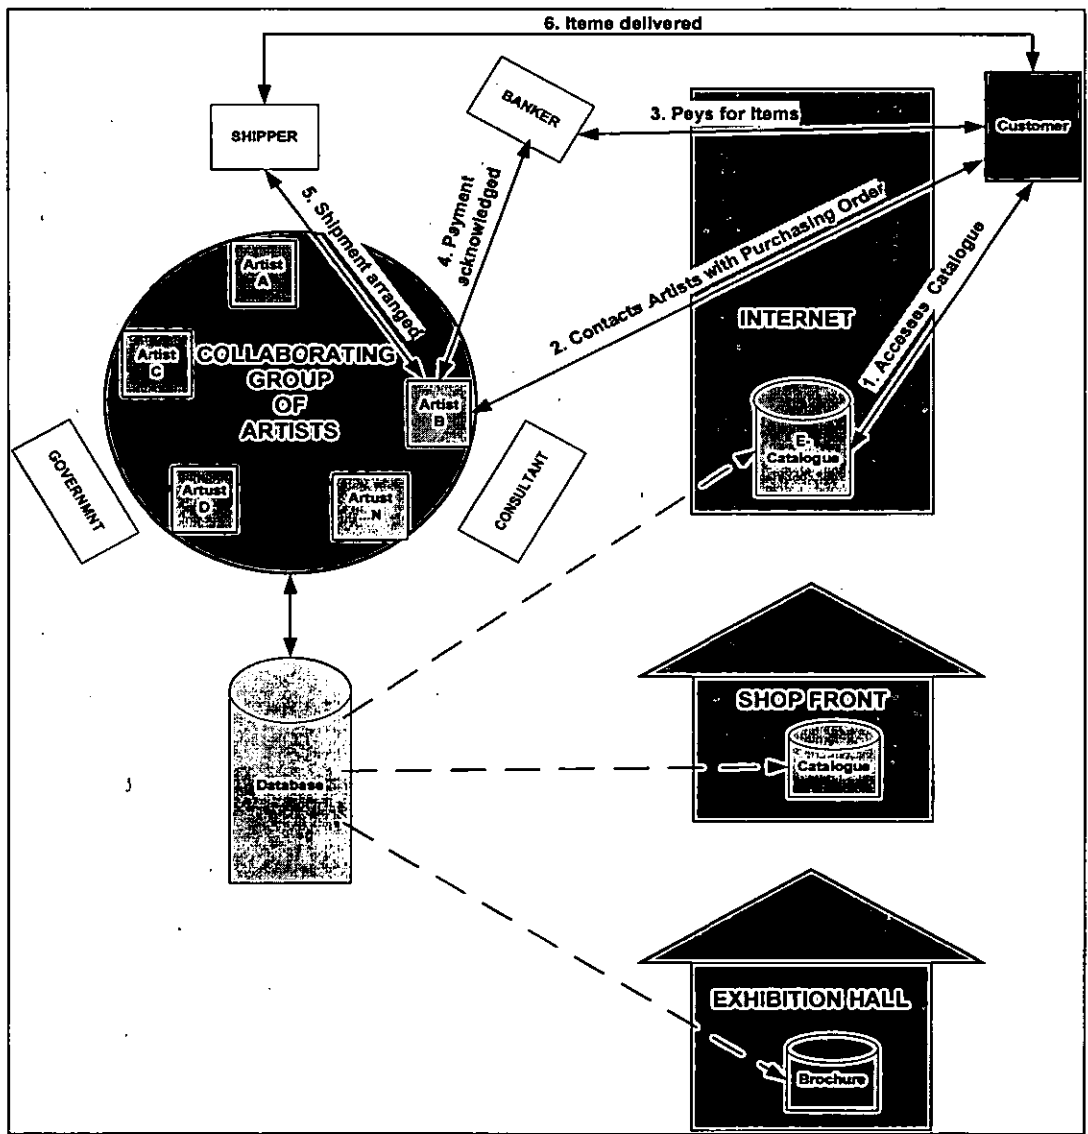 6. Items delivered
BANKER
SHIPPER
3. Pays for Items
Customer
5. Shipment arranged
4. Payment
acknowledged
2. Contacts Artists with Purchasing Order
1. Accesees Catalogue
INTERNET
E-
Catalogue
Artist
A
Artist
C
COLLABORATING
GROUP
OF
ARTISTS
Artist
B
GOVERNMNT
Artust
D
Artust
...N
CONSULTANT
Database
SHOP FRONT
Catalogue
EXHIBITION HALL
Brochure